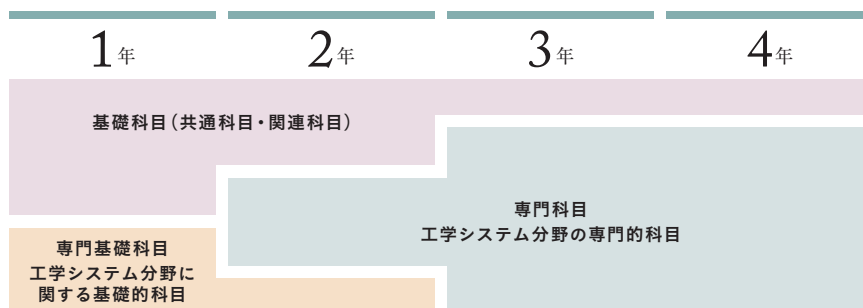 1年 2年 3年 4年
基礎科目（共通科目・関連科目）
専門科目
工学システム分野の専門的科目
専門基礎科目
工学システム分野に
関する基礎的科目